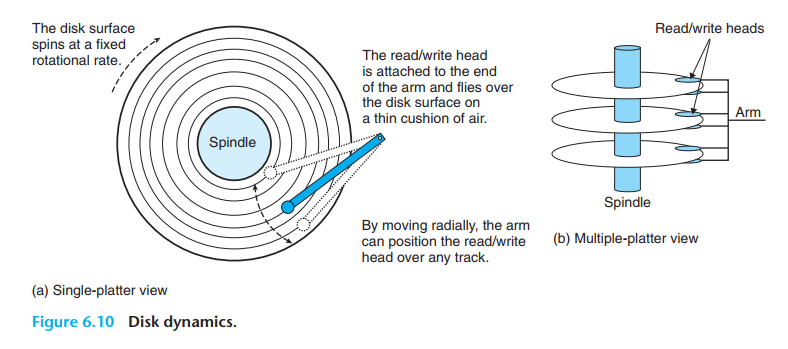 The disk surface
spins at a fixed
rotational rate.
Spindle
The read/write head
is attached to the end
of the arm and flies over
the disk surface on
a thin cushion of air.
By moving radially, the arm
can position the read/write
head over any track.
(a) Single-platter view
Read/write heads
Arm
Spindle
(b) Multiple-platter view
Figure 6.10 Disk dynamics.